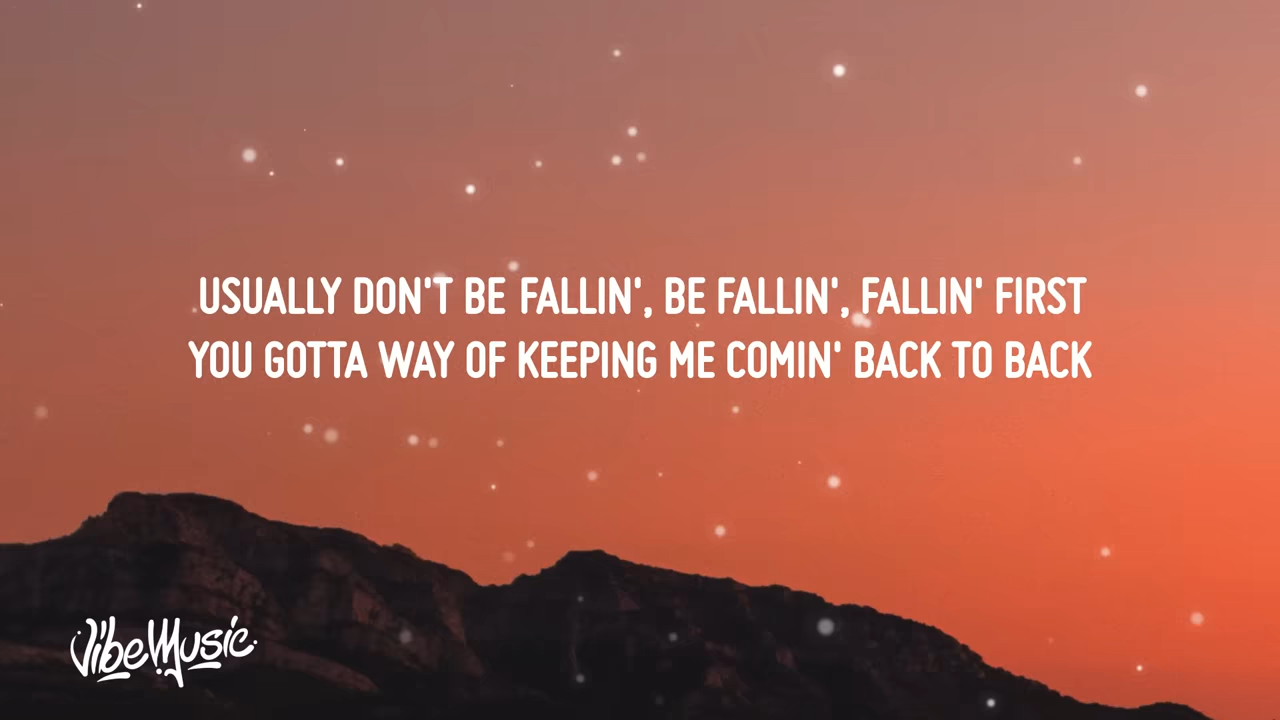 USUALLY DON'T BE FALLIN', BE FALLIN', FALLIN' FIRST
YOU GOTTA WAY OF KEEPING ME COMIN' BACK TO BACK
VibeMusic